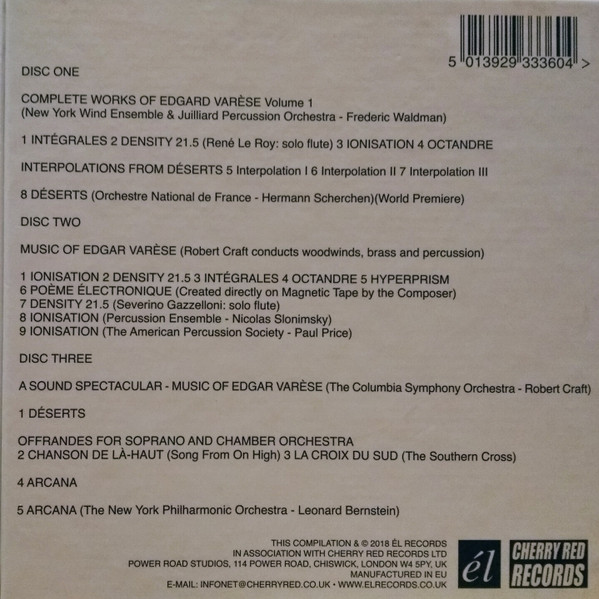 5 013929 333604 >
DISC ONE
COMPLETE WORKS OF EDGARD VARÈSE Volume 1
(New York Wind Ensemble & Juilliard Percussion Orchestra - Frederic Waldman)
1 INTÉGRALES 2 DENSITY 21.5 (René Le Roy: solo flute) 3 IONISATION 4 OCTANDRE
INTERPOLATIONS FROM DÉSERTS 5 Interpolation I 6 Interpolation II 7 Interpolation III
8 DÉSERTS (Orchestre National de France - Hermann Scherchen)(World Premiere)
DISC TWO
MUSIC OF EDGAR VARÈSE (Robert Craft conducts woodwinds, brass and percussion)
1 IONISATION 2 DENSITY 21.5 3 INTÉGRALES 4 OCTANDRE 5 HYPERPRISM
6 POÈME ÉLECTRONIQUE (Created directly on Magnetic Tape by the Composer)
7 DENSITY 21.5 (Severino Gazzelloni: solo flute)
8 IONISATION (Percussion Ensemble - Nicolas Slonimsky)
9 IONISATION (The American Percussion Society - Paul Price)
DISC THREE
A SOUND SPECTACULAR - MUSIC OF EDGAR VARÈSE (The Columbia Symphony Orchestra - Robert Craft)
1 DÉSERTS
OFFRANDES FOR SOPRANO AND CHAMBER ORCHESTRA
2 CHANSON DE LÀ-HAUT (Song From On High) 3 LA CROIX DU SUD (The Southern Cross)
4 ARCANA
5 ARCANA (The New York Philharmonic Orchestra - Leonard Bernstein)
THIS COMPILATION & © 2018 ÉL RECORDS
IN ASSOCIATION WITH CHERRY RED RECORDS LTD
POWER ROAD STUDIOS, 114 POWER ROAD, CHISWICK, LONDON W4 5PY, UK
MANUFACTURED IN EU
E-MAIL: INFONET@CHERRYRED.CO.UK • WWW.ELRECORDS.CO.UK
él
CHERRY RED
RECORDS